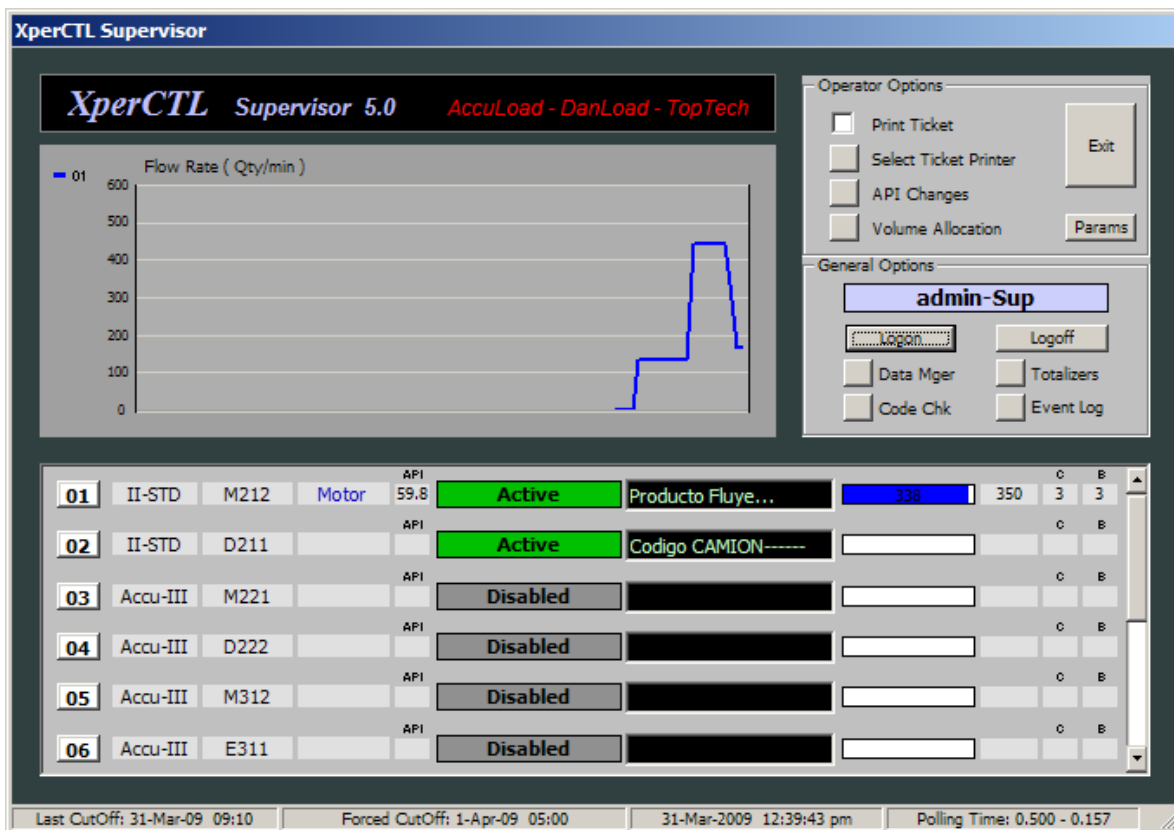 XperCTL Supervisor
XperCTL Supervisor 5.0 AccuLoad - DanLoad - TopTech
01
Flow Rate ( Qty/min )
600
500
400
300
200
100
0
Operator Options
Print Ticket
Select Ticket Printer
API Changes
Volume Allocation
Exit
Params
General Options
admin-Sup
Logon Logoff
Data Mger Totalizers
Code Chk Event Log
API C B
01 II-STD M212 Motor 59.8 Active Producto Fluye... 338 350 3 3
API C B
02 II-STD D211 Active Codigo CAMION------
API C B
03 Accu-III M221 Disabled
API C B
04 Accu-III D222 Disabled
API C B
05 Accu-III M312 Disabled
API C B
06 Accu-III E311 Disabled
Last CutOff: 31-Mar-09 09:10 Forced CutOff: 1-Apr-09 05:00 31-Mar-2009 12:39:43 pm Polling Time: 0.500 - 0.157